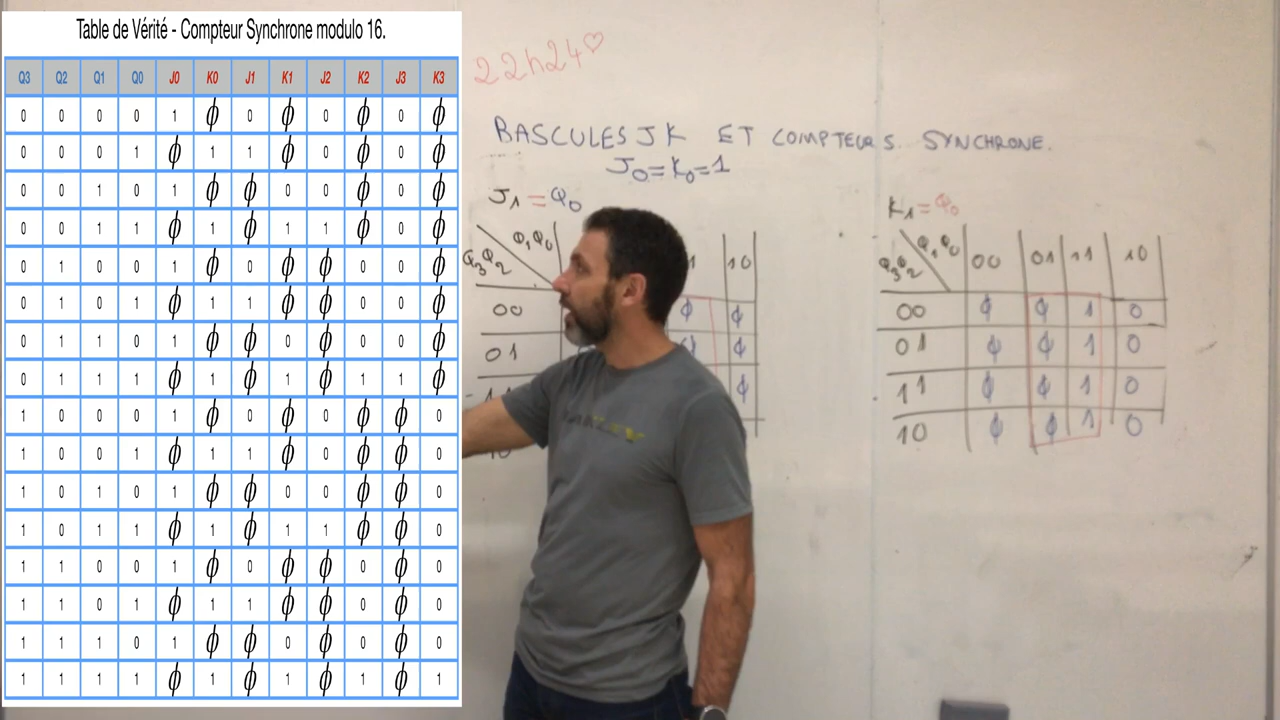 Table de Vérité - Compteur Synchrone modulo 16.
Q3 Q2 Q1 Q0 J0 K0 J1 K1 J2 K2 J3 K3
0 0 0 0 1 ϕ 0 ϕ 0 ϕ 0 ϕ
0 0 0 1 ϕ 1 1 ϕ 0 ϕ 0 ϕ
0 0 1 0 1 ϕ ϕ 0 0 ϕ 0 ϕ
0 0 1 1 ϕ 1 ϕ 1 1 ϕ 0 ϕ
0 1 0 0 1 ϕ 0 ϕ ϕ 0 0 ϕ
0 1 0 1 ϕ 1 1 ϕ ϕ 0 0 ϕ
0 1 1 0 1 ϕ ϕ 0 ϕ 0 0 ϕ
0 1 1 1 ϕ 1 ϕ 1 ϕ 1 1 ϕ
1 0 0 0 1 ϕ 0 ϕ 0 ϕ ϕ 0
1 0 0 1 ϕ 1 1 ϕ 0 ϕ ϕ 0
1 0 1 0 1 ϕ ϕ 0 0 ϕ ϕ 0
1 0 1 1 ϕ 1 ϕ 1 1 ϕ ϕ 0
1 1 0 0 1 ϕ 0 ϕ ϕ 0 ϕ 0
1 1 0 1 ϕ 1 1 ϕ ϕ 0 ϕ 0
1 1 1 0 1 ϕ ϕ 0 ϕ 0 ϕ 0
1 1 1 1 ϕ 1 ϕ 1 ϕ 1 ϕ 1
22h24♡
BASCULES JK ET COMPTEURS SYNCHRONE.
J0=K0=1
J1=Q0
Q3Q2 Q1Q0 10
00 ϕ ϕ
01 ϕ
ϕ
K1=Q0
Q3Q2 Q1Q0 00 01 11 10
00 ϕ ϕ 1 0
01 ϕ ϕ 1 0
11 ϕ ϕ 1 0
10 ϕ ϕ 1 0